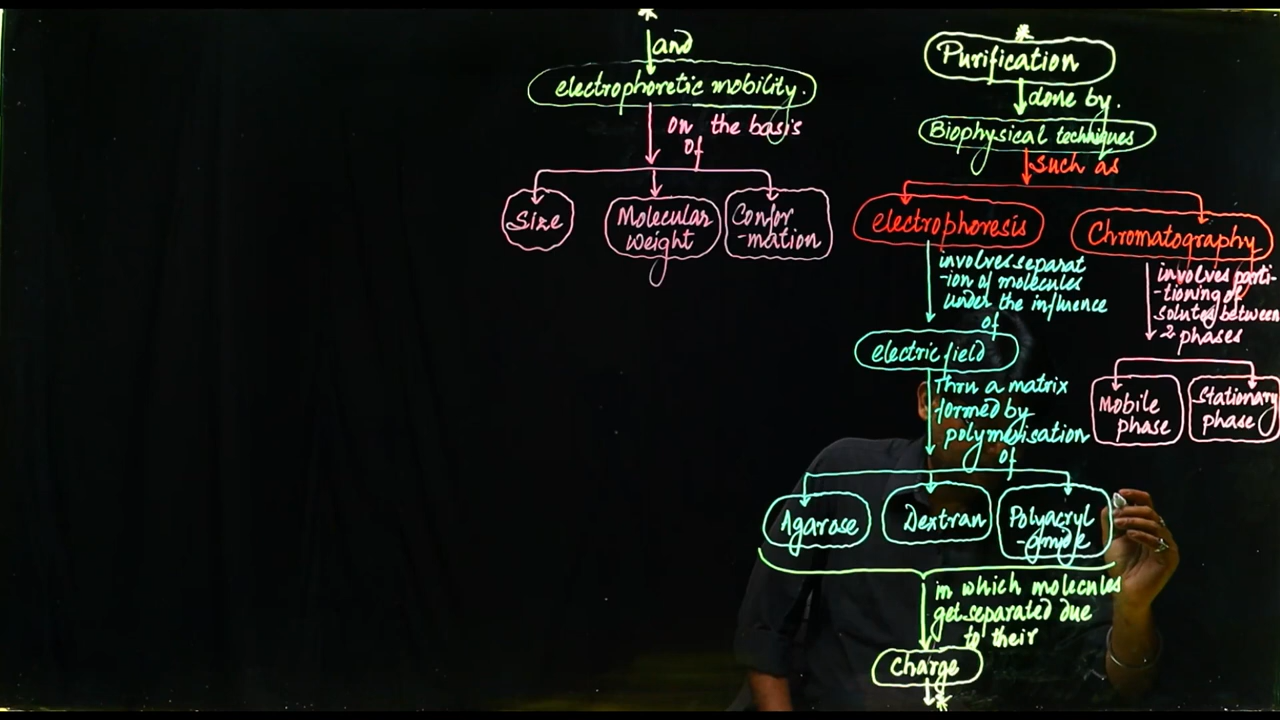 *
and
electrophoretic mobility.
on the basis
of
Size
Molecular
weight
Confor
-mation
*
Purification
done by.
Biophysical techniques
such as
electrophoresis
Chromatography
involves separat
-ion of molecules
under the influence
of
electric field
Thru a matrix
formed by
polymerisation
of
Agarose
Dextran
Polyacryl
-amide
in which molecules
get separated due
to their
Charge
*
involves parti-
-tioning of
solutes between
2 phases
Mobile
phase
Stationary
phase